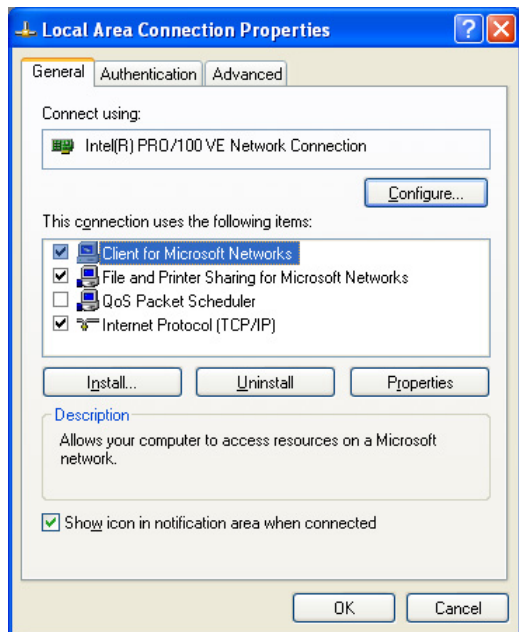 Local Area Connection Properties
General Authentication Advanced
Connect using:
Intel(R) PRO/100 VE Network Connection
Configure...
This connection uses the following items:
Client for Microsoft Networks
File and Printer Sharing for Microsoft Networks
QoS Packet Scheduler
Internet Protocol (TCP/IP)
Install... Uninstall Properties
Description
Allows your computer to access resources on a Microsoft
network.
Show icon in notification area when connected
OK Cancel